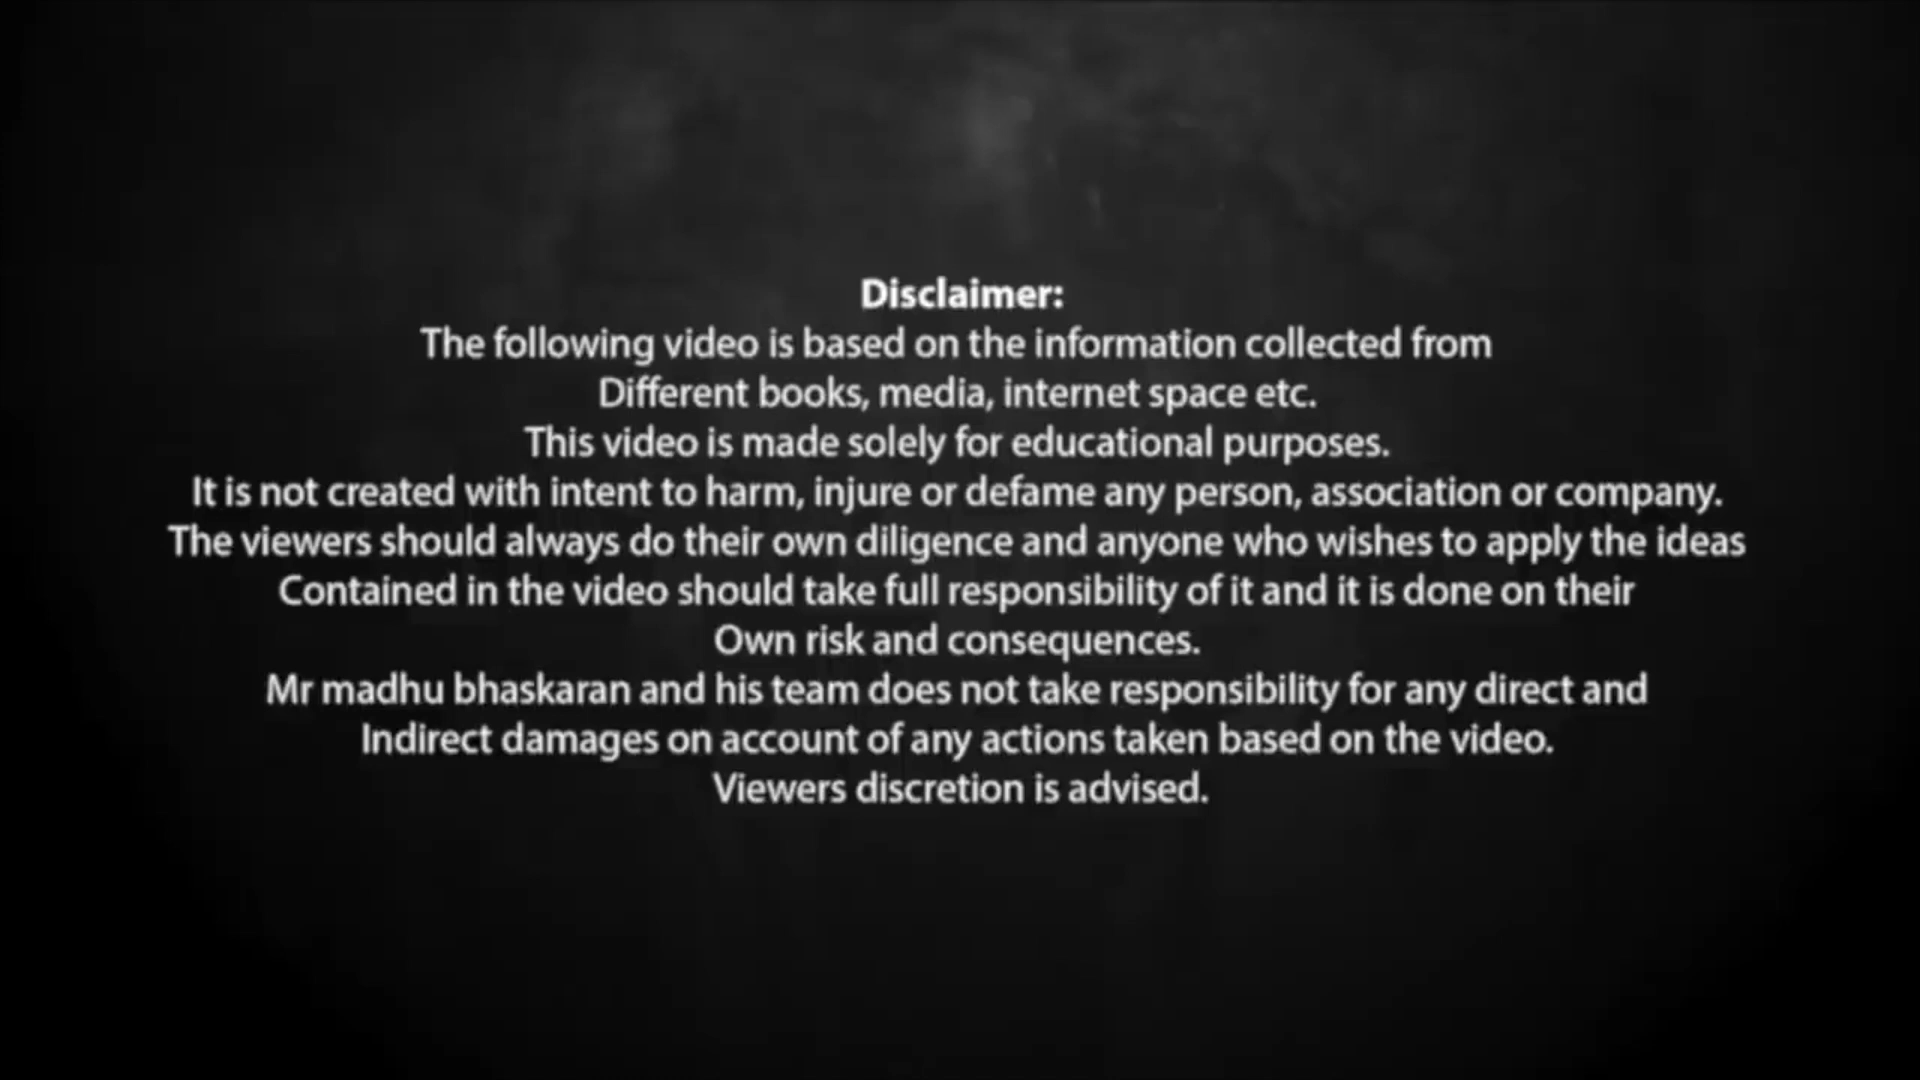 Disclaimer:
The following video is based on the information collected from
Different books, media, internet space etc.
This video is made solely for educational purposes.
It is not created with intent to harm, injure or defame any person, association or company.
The viewers should always do their own diligence and anyone who wishes to apply the ideas
Contained in the video should take full responsibility of it and it is done on their
Own risk and consequences.
Mr madhu bhaskaran and his team does not take responsibility for any direct and
Indirect damages on account of any actions taken based on the video.
Viewers discretion is advised.